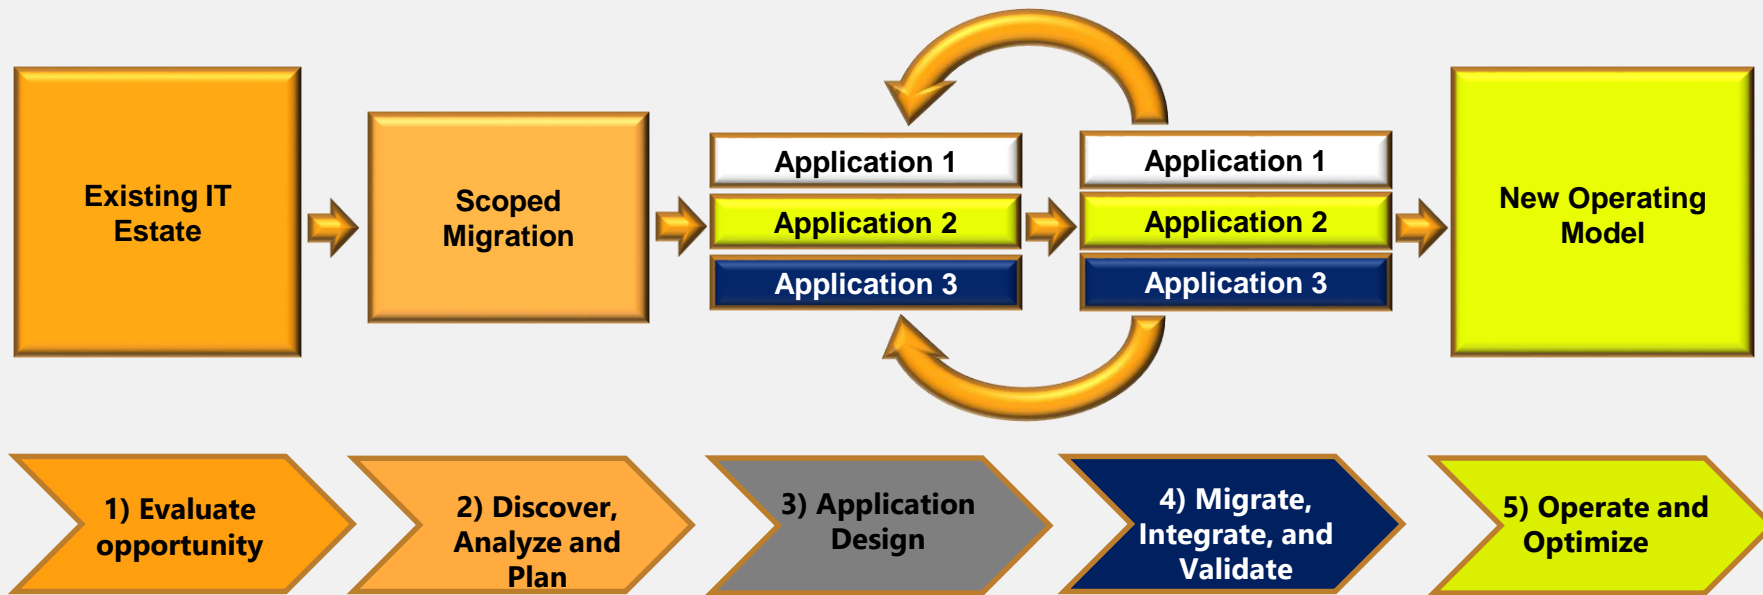 Existing IT
Estate
Scoped
Migration
Application 1
Application 2
Application 3
Application 1
Application 2
Application 3
New Operating
Model
1) Evaluate
opportunity
2) Discover,
Analyze and
Plan
3) Application
Design
4) Migrate,
Integrate, and
Validate
5) Operate and
Optimize